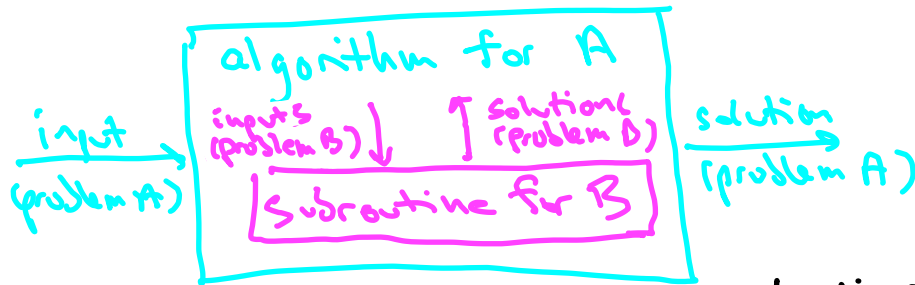 algorithm for A
input
(problem A)
inputs
(problem B)
solutions
(problem B)
subroutine for B
solution
(problem A)